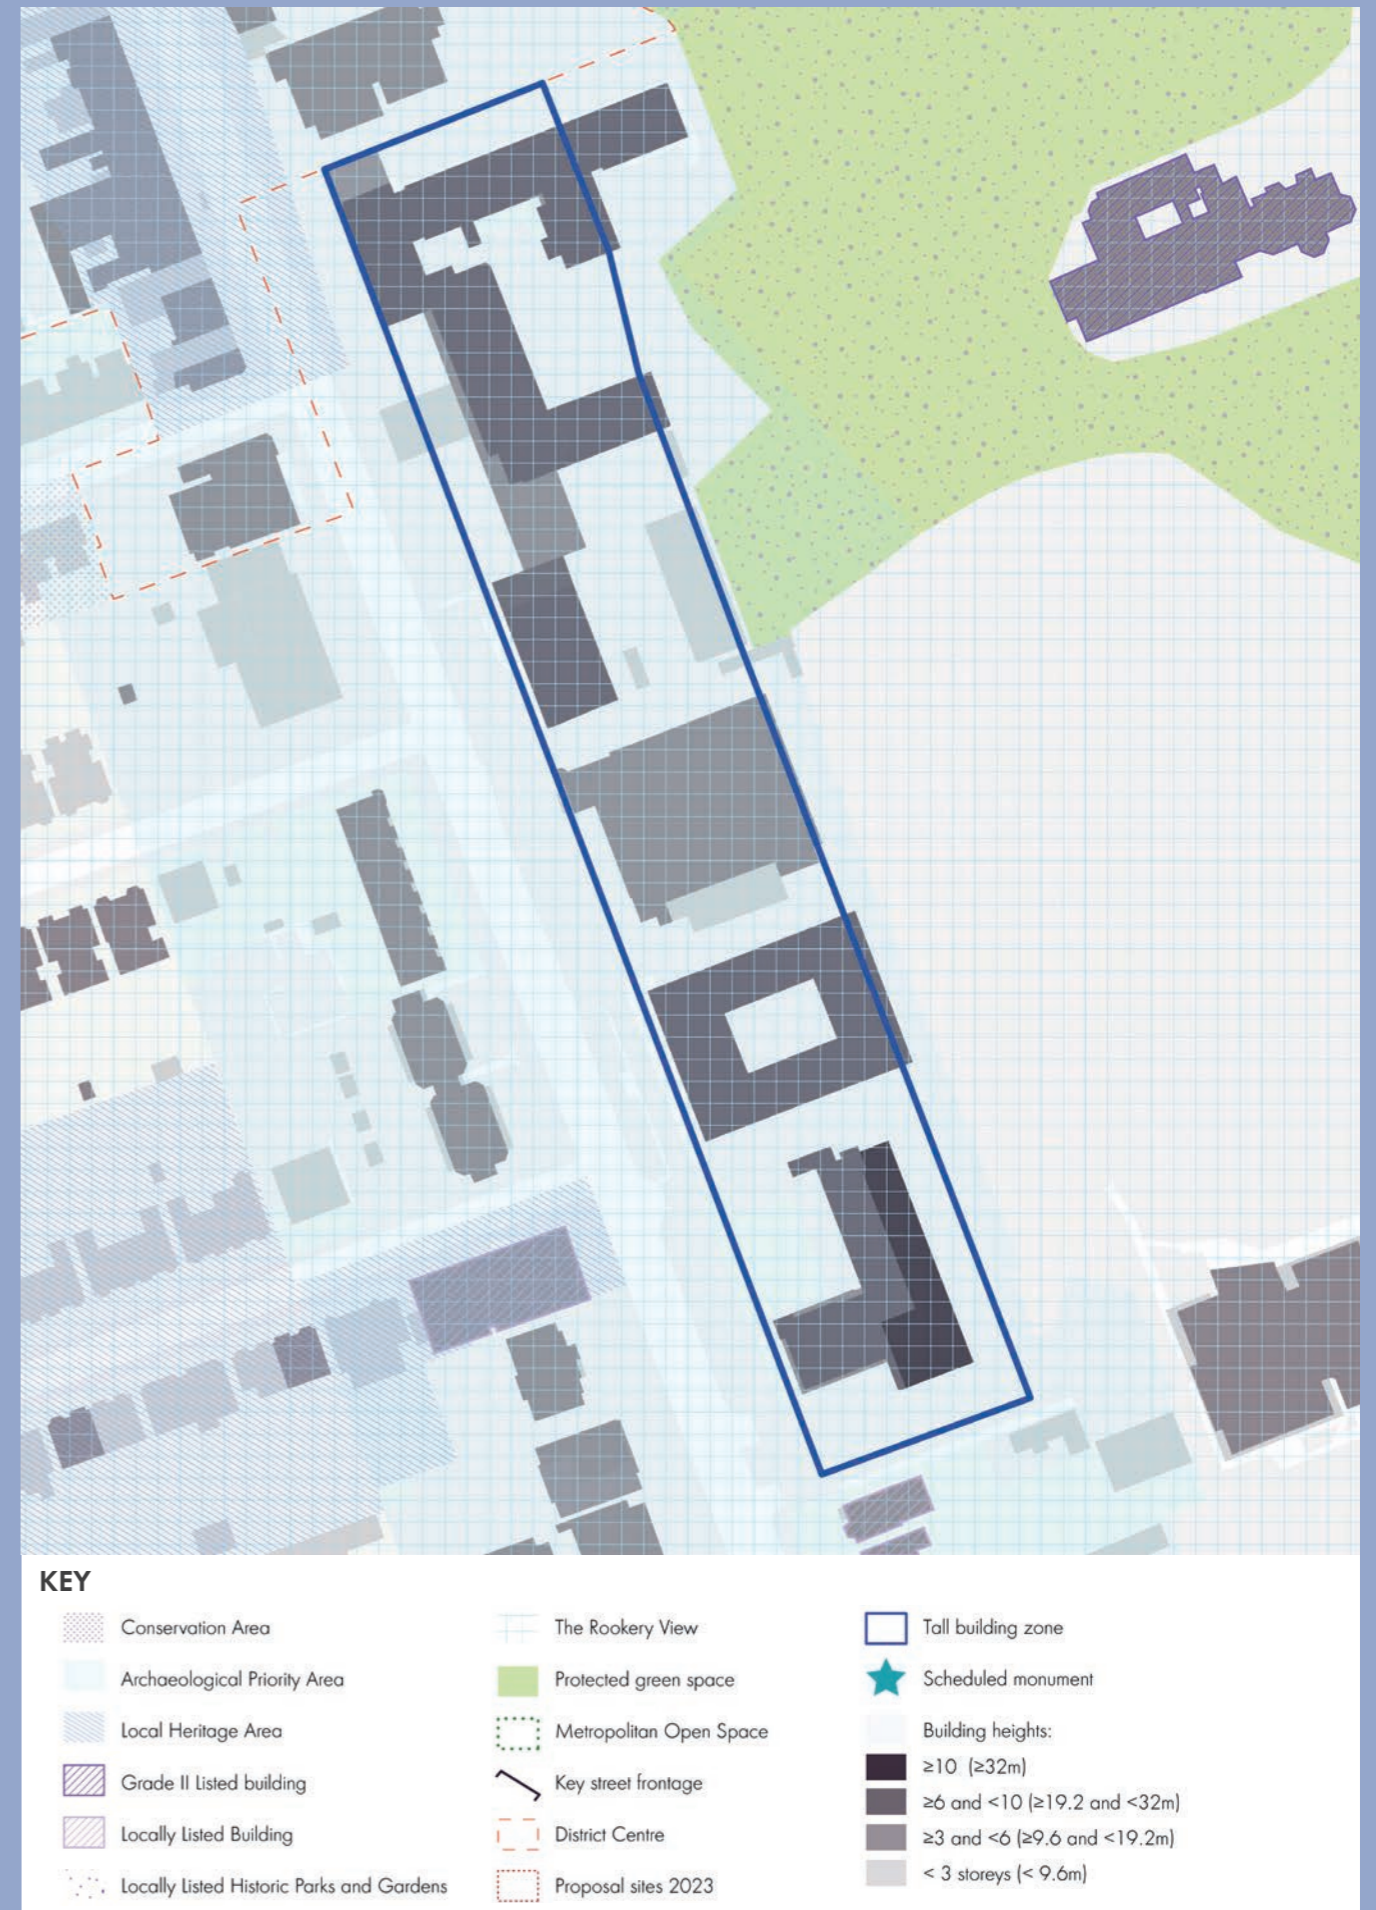 KEY
Conservation Area
Archaeological Priority Area
Local Heritage Area
Grade II Listed building
Locally Listed Building
Locally Listed Historic Parks and Gardens
The Rookery View
Protected green space
Metropolitan Open Space
Key street frontage
District Centre
Proposal sites 2023
Tall building zone
Scheduled monument
Building heights:
≥10 (≥32m)
≥6 and <10 (≥19.2 and <32m)
≥3 and <6 (≥9.6 and <19.2m)
< 3 storeys (< 9.6m)